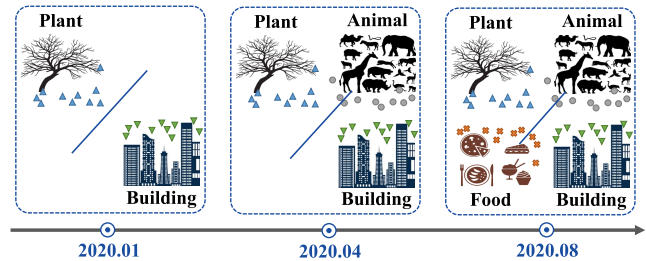 Plant
Building
2020.01
Plant Animal
Building
2020.04
Plant Animal
Food Building
2020.08